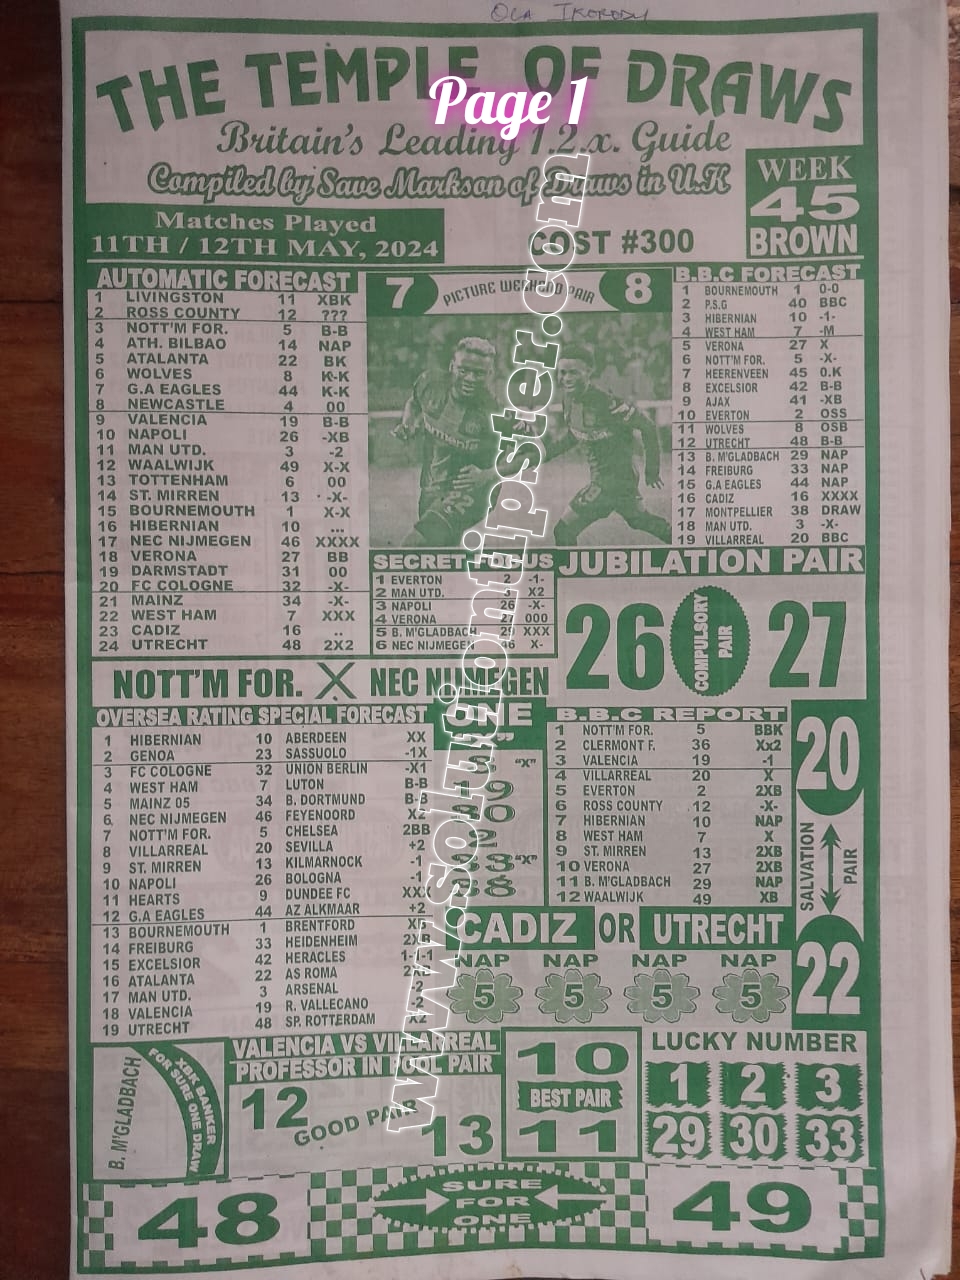 OLA IKORODU
THE TEMPLE OF DRAWS
Page 1
Britain's Leading 1.2.x. Guide
Compiled by Save Markson of Draws in U.K
WEEK
45
BROWN
Matches Played
11TH / 12TH MAY, 2024
COST #300
www.solutiontipster.com
AUTOMATIC FORECAST
1 LIVINGSTON 11 XBK
2 ROSS COUNTY 12 ???
3 NOTT'M FOR. 5 B-B
4 ATH. BILBAO 14 NAP
5 ATALANTA 22 BK
6 WOLVES 8 K-K
7 G.A EAGLES 44 K-K
8 NEWCASTLE 4 00
9 VALENCIA 19 B-B
10 NAPOLI 26 -XB
11 MAN UTD. 3 -2
12 WAALWIJK 49 X-X
13 TOTTENHAM 6 00
14 ST. MIRREN 13 -X-
15 BOURNEMOUTH 1 X-X
16 HIBERNIAN 10 ...
17 NEC NIJMEGEN 46 XXXX
18 VERONA 27 BB
19 DARMSTADT 31 00
20 FC COLOGNE 32 -X-
21 MAINZ 34 -X-
22 WEST HAM 7 XXX
23 CADIZ 16 ..
24 UTRECHT 48 2X2
7 PICTURE WEEKEND PAIR 8
B.B.C FORECAST
1 BOURNEMOUTH 1 0-0
2 P.S.G 40 BBC
3 HIBERNIAN 10 -1-
4 WEST HAM 7 -M
5 VERONA 27 X
6 NOTT'M FOR. 5 -X-
7 HEERENVEEN 45 0.K
8 EXCELSIOR 42 B-B
9 AJAX 41 -XB
10 EVERTON 2 OSS
11 WOLVES 8 OSB
12 UTRECHT 48 B-B
13 B. M'GLADBACH 29 NAP
14 FREIBURG 33 NAP
15 G.A EAGLES 44 NAP
16 CADIZ 16 XXXX
17 MONTPELLIER 38 DRAW
18 MAN UTD. 3 -X-
19 VILLARREAL 20 BBC
SECRET FOCUS
1 EVERTON 2 -1-
2 MAN UTD. 3 X2
3 NAPOLI 26 -X-
4 VERONA 27 000
5 B. M'GLADBACH 29 XXX
6 NEC NIJMEGEN 46 X-
JUBILATION PAIR
26 COMPULSORY PAIR 27
NOTT'M FOR. X NEC NIJMEGEN
OVERSEA RATING SPECIAL FORECAST
1 HIBERNIAN 10 ABERDEEN XX
2 GENOA 23 SASSUOLO -1X
3 FC COLOGNE 32 UNION BERLIN -X1
4 WEST HAM 7 LUTON B-B
5 MAINZ 05 34 B. DORTMUND B-B
6 NEC NIJMEGEN 46 FEYENOORD X2
7 NOTT'M FOR. 5 CHELSEA 2BB
8 VILLARREAL 20 SEVILLA +2
9 ST. MIRREN 13 KILMARNOCK -1
10 NAPOLI 26 BOLOGNA -1
11 HEARTS 9 DUNDEE FC XXX
12 G.A EAGLES 44 AZ ALKMAAR +2
13 BOURNEMOUTH 1 BRENTFORD XB
14 FREIBURG 33 HEIDENHEIM 2XB
15 EXCELSIOR 42 HERACLES 1-1-1
16 ATALANTA 22 AS ROMA
17 MAN UTD. 3 ARSENAL -2
18 VALENCIA 19 R. VALLECANO -2
19 UTRECHT 48 SP. ROTTERDAM X2
ONE
"X"
"X"
B.B.C REPORT
1 NOTT'M FOR. 5 BBK
2 CLERMONT F. 36 Xx2
3 VALENCIA 19 -1
4 VILLARREAL 20 X
5 EVERTON 2 2XB
6 ROSS COUNTY 12 -X-
7 HIBERNIAN 10 NAP
8 WEST HAM 7 X
9 ST. MIRREN 13 2XB
10 VERONA 27 2XB
11 B. M'GLADBACH 29 NAP
12 WAALWIJK 49 XB
20
SALVATION PAIR
22
CADIZ OR UTRECHT
NAP NAP NAP NAP
5 5 5 5
B. M'GLADBACH
XBK BANKER FOR SURE ONE DRAW
VALENCIA VS VILLARREAL
PROFESSOR IN POOL PAIR
12 GOOD PAIR 13
10
BEST PAIR
11
LUCKY NUMBER
1 2 3
29 30 33
48 SURE FOR ONE 49